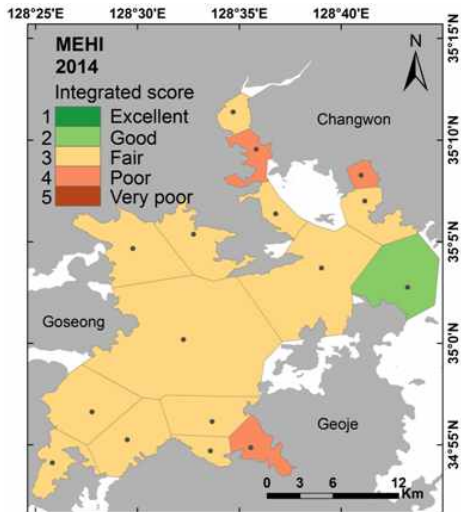 128°25'E 128°30'E 128°35'E 128°40'E
MEHI
2014
Integrated score
1 Excellent
2 Good
3 Fair
4 Poor
5 Very poor
N
Changwon
Goseong
Geoje
35°15'N
35°10'N
35°5'N
35°0'N
34°55'N
0 3 6 12
Km